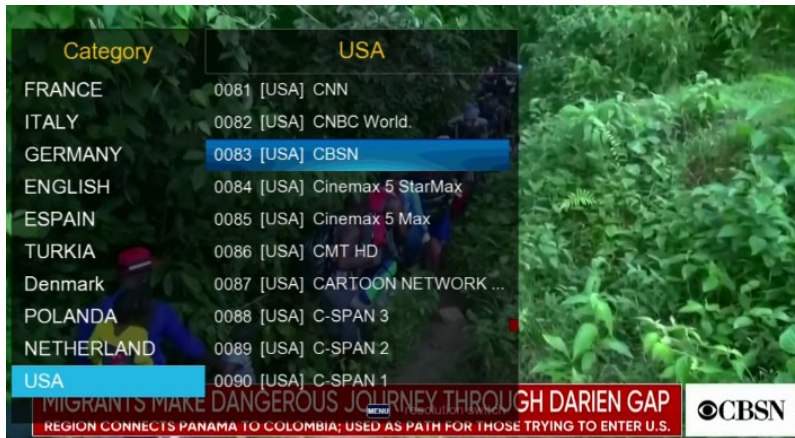 Category
FRANCE
ITALY
GERMANY
ENGLISH
ESPAIN
TURKIA
Denmark
POLANDA
NETHERLAND
USA
USA
0081 [USA] CNN
0082 [USA] CNBC World.
0083 [USA] CBSN
0084 [USA] Cinemax 5 StarMax
0085 [USA] Cinemax 5 Max
0086 [USA] CMT HD
0087 [USA] CARTOON NETWORK ...
0088 [USA] C-SPAN 3
0089 [USA] C-SPAN 2
0090 [USA] C-SPAN 1
MIGRANTS MAKE DANGEROUS JOURNEY THROUGH DARIEN GAP
MENU resolution switch
REGION CONNECTS PANAMA TO COLOMBIA; USED AS PATH FOR THOSE TRYING TO ENTER U.S.
CBSN